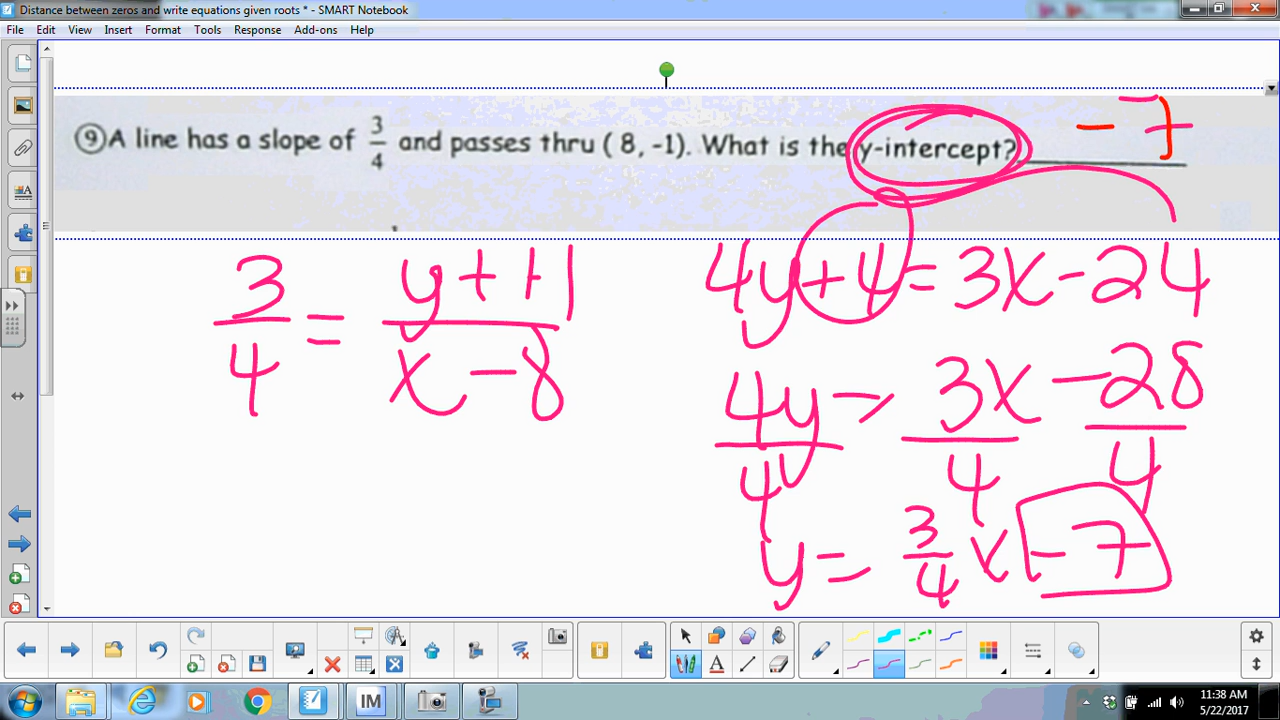 Distance between zeros and write equations given roots * - SMART Notebook
File Edit View Insert Format Tools Response Add-ons Help
⑨A line has a slope of 3/4 and passes thru ( 8, -1). What is the y-intercept? -7
3/4 = y+1/x-8
4y+4=3x-24
4y/4 = 3x/4 -28/4
y= 3/4 x -7
A
IM
11:38 AM
5/22/2017